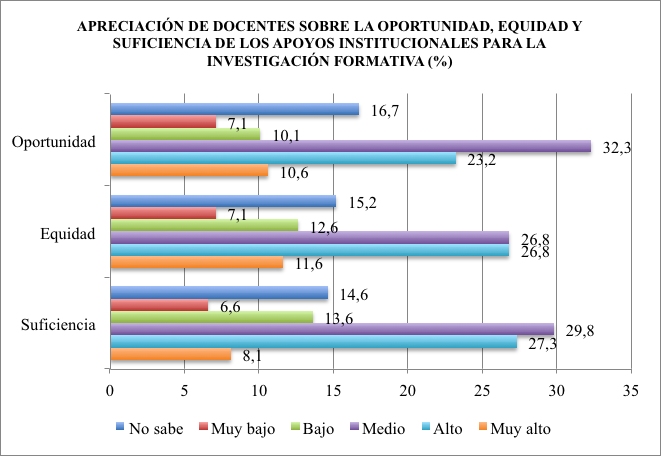 APRECIACIÓN DE DOCENTES SOBRE LA OPORTUNIDAD, EQUIDAD Y
SUFICIENCIA DE LOS APOYOS INSTITUCIONALES PARA LA
INVESTIGACIÓN FORMATIVA (%)
Oportunidad
16,7
7,1
10,1
32,3
23,2
10,6
Equidad
15,2
7,1
12,6
26,8
26,8
11,6
Suficiencia
14,6
6,6
13,6
29,8
27,3
8,1
0 5 10 15 20 25 30 35
No sabe Muy bajo Bajo Medio Alto Muy alto